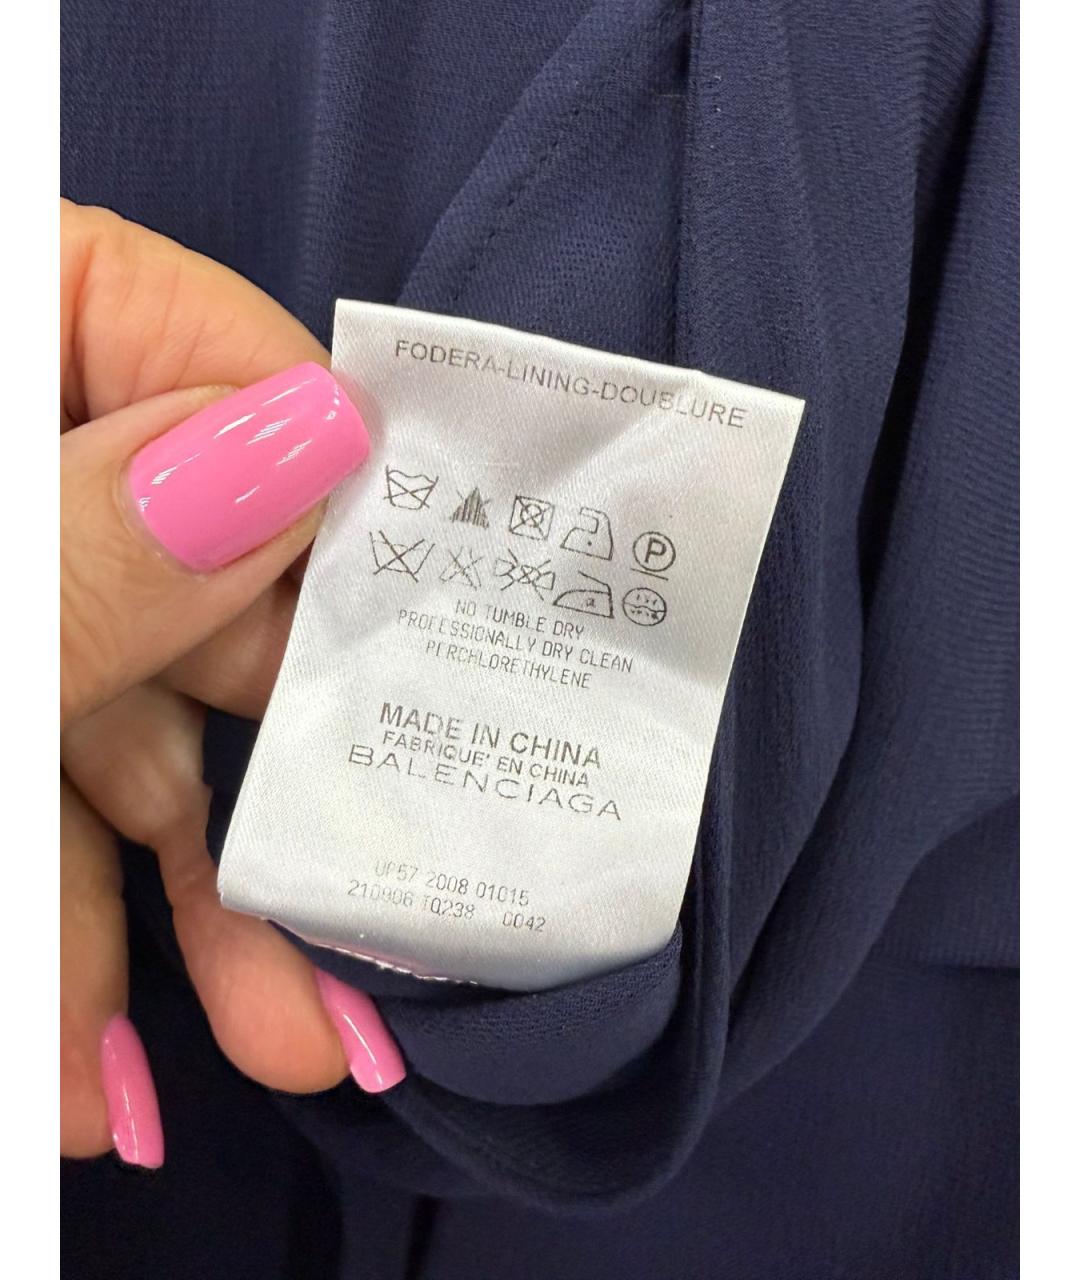 FODERA-LINING-DOUBLURE
P
NO TUMBLE DRY
PROFESSIONALLY DRY CLEAN
PERCHLORETHYLENE
MADE IN CHINA
FABRIQUE' EN CHINA
BALENCIAGA
2008 01015
210906 TQ238 0042